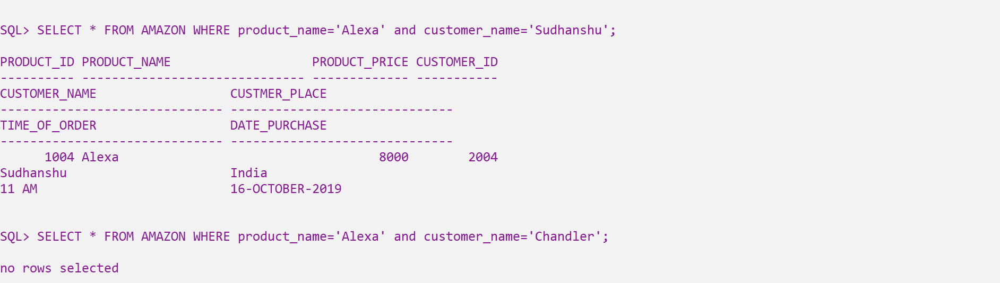 SQL> SELECT * FROM AMAZON WHERE product_name='Alexa' and customer_name='Sudhanshu';
PRODUCT_ID PRODUCT_NAME                   PRODUCT_PRICE CUSTOMER_ID
---------- ------------------------------ ------------- -----------
CUSTOMER_NAME                  CUSTMER_PLACE
------------------------------ ------------------------------
TIME_OF_ORDER                  DATE_PURCHASE
------------------------------ ------------------------------
      1004 Alexa                                   8000        2004
Sudhanshu                      India
11 AM                          16-OCTOBER-2019
SQL> SELECT * FROM AMAZON WHERE product_name='Alexa' and customer_name='Chandler';
no rows selected